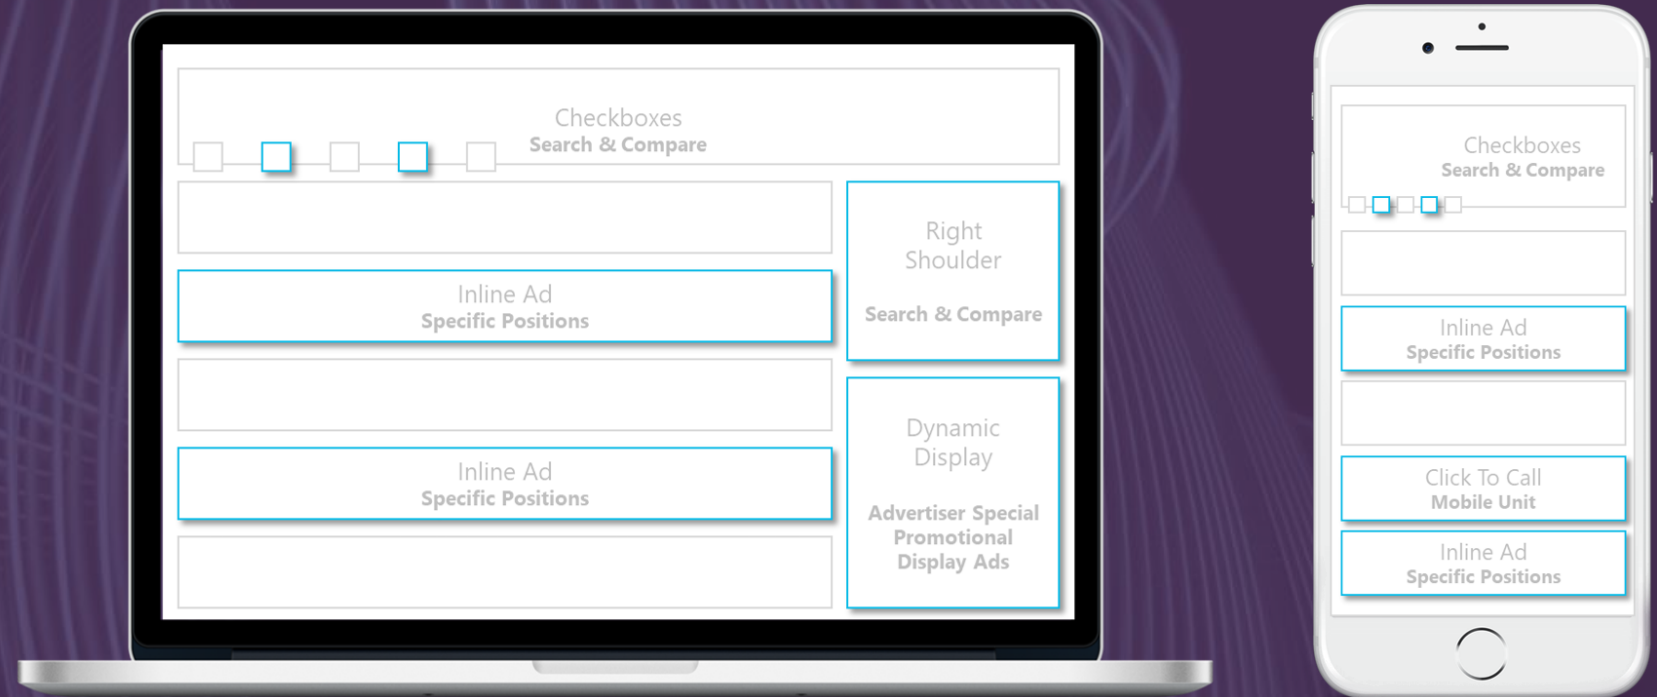 Checkboxes
Search & Compare
Right
Shoulder
Search & Compare
Inline Ad
Specific Positions
Inline Ad
Specific Positions
Dynamic
Display
Advertiser Special
Promotional
Display Ads
Checkboxes
Search & Compare
Inline Ad
Specific Positions
Click To Call
Mobile Unit
Inline Ad
Specific Positions